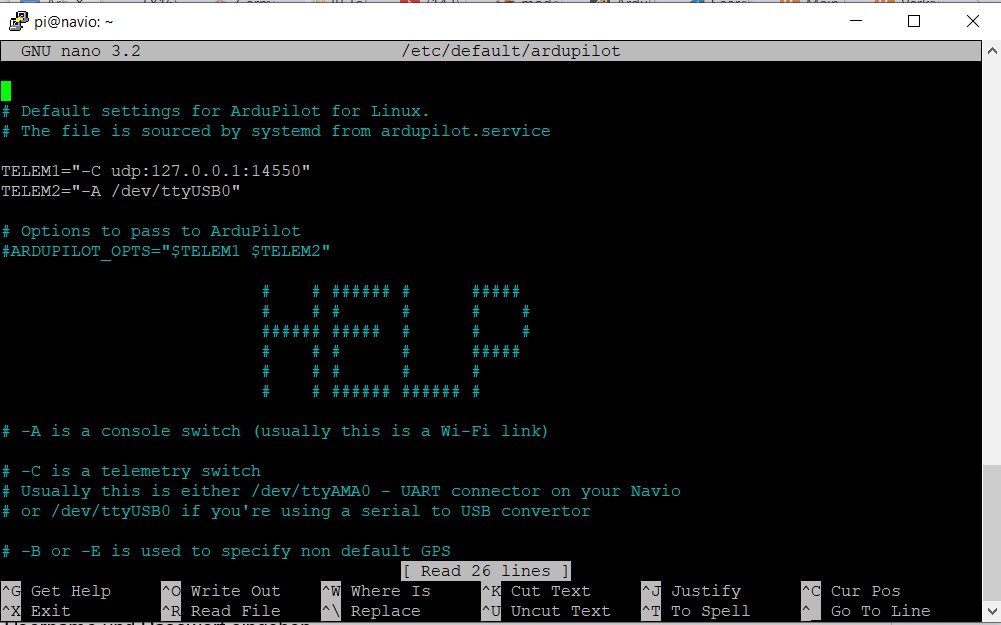 pi@navio: ~
GNU nano 3.2 /etc/default/ardupilot
# Default settings for ArduPilot for Linux.
# The file is sourced by systemd from ardupilot.service
TELEM1="-C udp:127.0.0.1:14550"
TELEM2="-A /dev/ttyUSB0"
# Options to pass to ArduPilot
#ARDUPILOT_OPTS="$TELEM1 $TELEM2"
#    # ###### #      #####
#    # #      #      #    #
###### #####  #      #    #
#    # #      #      #####
#    # #      #      #
#    # ###### ###### #
# -A is a console switch (usually this is a Wi-Fi link)
# -C is a telemetry switch
# Usually this is either /dev/ttyAMA0 - UART connector on your Navio
# or /dev/ttyUSB0 if you're using a serial to USB convertor
# -B or -E is used to specify non default GPS
[ Read 26 lines ]
^G Get Help ^O Write Out ^W Where Is ^K Cut Text ^J Justify ^C Cur Pos
^X Exit ^R Read File ^\ Replace ^U Uncut Text ^T To Spell ^_ Go To Line